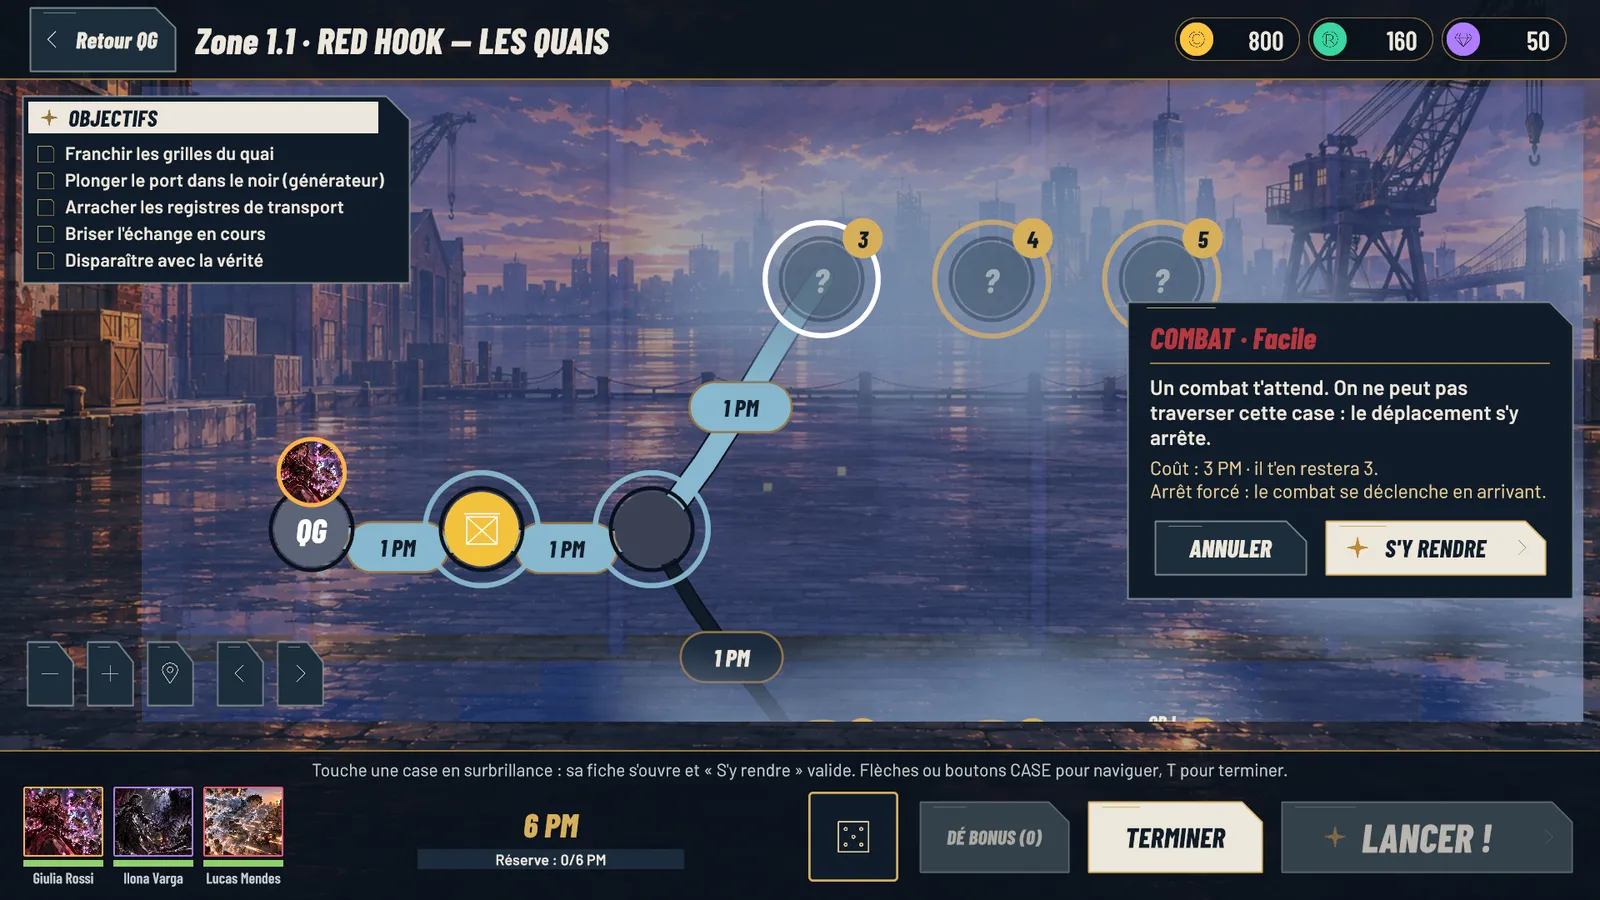 Retour QG
Zone 1.1 · RED HOOK – LES QUAIS
800
160
50
OBJECTIFS
Franchir les grilles du quai
Plonger le port dans le noir (générateur)
Arracher les registres de transport
Briser l'échange en cours
Disparaître avec la vérité
? 3
? 4
? 5
1 PM
QG
1 PM
1 PM
1 PM
COMBAT · Facile
Un combat t'attend. On ne peut pas
traverser cette case : le déplacement s'y
arrête.
Coût : 3 PM · il t'en restera 3.
Arrêt forcé : le combat se déclenche en arrivant.
ANNULER
S'Y RENDRE
Touche une case en surbrillance : sa fiche s'ouvre et « S'y rendre » valide. Flèches ou boutons CASE pour naviguer, T pour terminer.
Giulia Rossi
Ilona Varga
Lucas Mendes
6 PM
Réserve : 0/6 PM
DÉ BONUS (0)
TERMINER
LANCER !